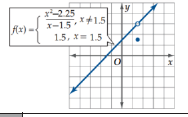 y
f(x) = { x²–2.25 / x–1.5, x ≠ 1.5
1.5, x = 1.5
O
x